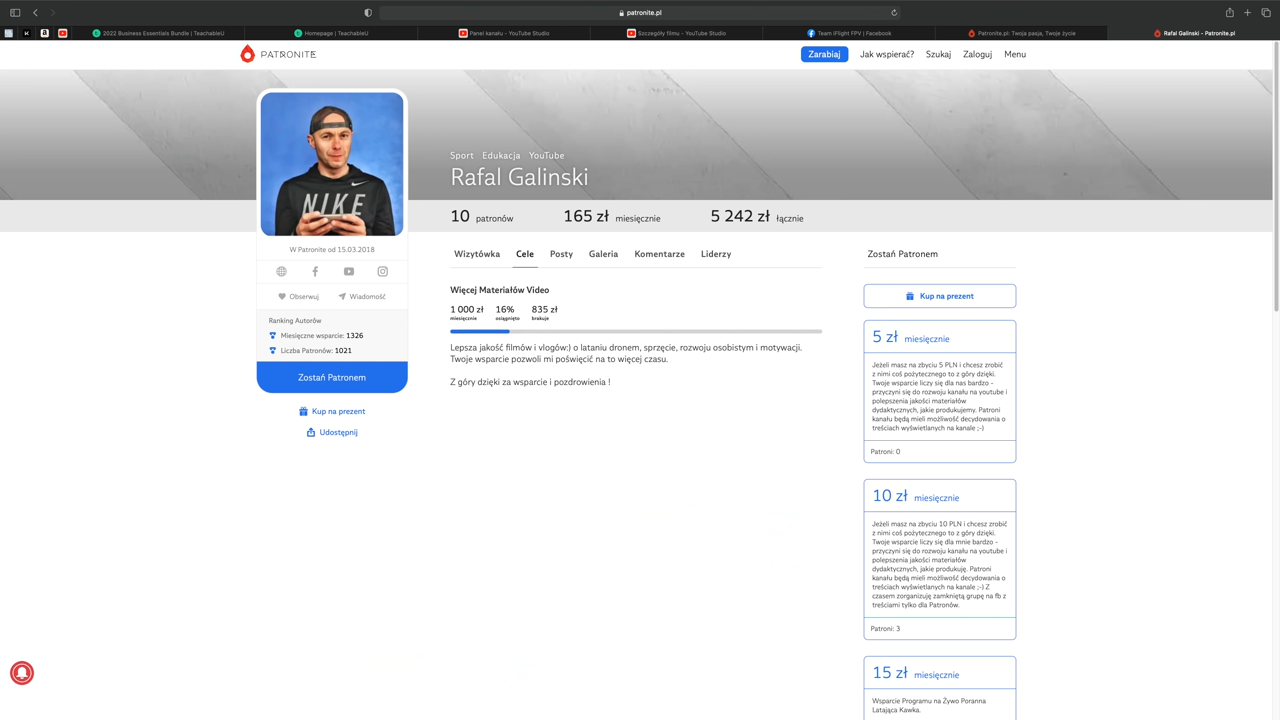 patronite.pl
2022 Business Essentials Bundle | TeachableU
Homepage | TeachableU
Panel kanału - YouTube Studio
Szczegóły filmu - YouTube Studio
Team iFlight FPV | Facebook
Patronite.pl: Twoja pasja, Twoje życie
Rafal Galinski - Patronite.pl
PATRONITE
Zarabiaj
Jak wspierać?
Szukaj
Zaloguj
Menu
NIKE
Sport Edukacja YouTube
Rafal Galinski
10 patronów
165 zł miesięcznie
5 242 zł łącznie
W Patronite od 15.03.2018
Obserwuj
Wiadomość
Ranking Autorów
Miesięczne wsparcie: 1326
Liczba Patronów: 1021
Zostań Patronem
Kup na prezent
Udostępnij
Wizytówka
Cele
Posty
Galeria
Komentarze
Liderzy
Więcej Materiałów Video
1 000 zł 16% 835 zł
miesięcznie osiągnięto brakuje
Lepsza jakość filmów i vlogów:) o lataniu dronem, sprzęcie, rozwoju osobistym i motywacji.
Twoje wsparcie pozwoli mi poświęcić na to więcej czasu.
Z góry dzięki za wsparcie i pozdrowienia !
Zostań Patronem
Kup na prezent
5 zł miesięcznie
Jeżeli masz na zbyciu 5 PLN i chcesz zrobić
z nimi coś pożytecznego to z góry dzięki.
Twoje wsparcie liczy się dla nas bardzo -
przyczyni się do rozwoju kanału na youtube i
polepszenia jakości materiałów
dydaktycznych, jakie produkujemy. Patroni
kanału będą mieli możliwość decydowania o
treściach wyświetlanych na kanale ;-)
Patroni: 0
10 zł miesięcznie
Jeżeli masz na zbyciu 10 PLN i chcesz zrobić
z nimi coś pożytecznego to z góry dzięki.
Twoje wsparcie liczy się dla mnie bardzo -
przyczyni się do rozwoju kanału na youtube i
polepszenia jakości materiałów
dydaktycznych, jakie produkuję. Patroni
kanału będą mieli możliwość decydowania o
treściach wyświetlanych na kanale ;-) Z
czasem zorganizuję zamkniętą grupę na fb z
treściami tylko dla Patronów.
Patroni: 3
15 zł miesięcznie
Wsparcie Programu na Żywo Poranna
Latająca Kawka.